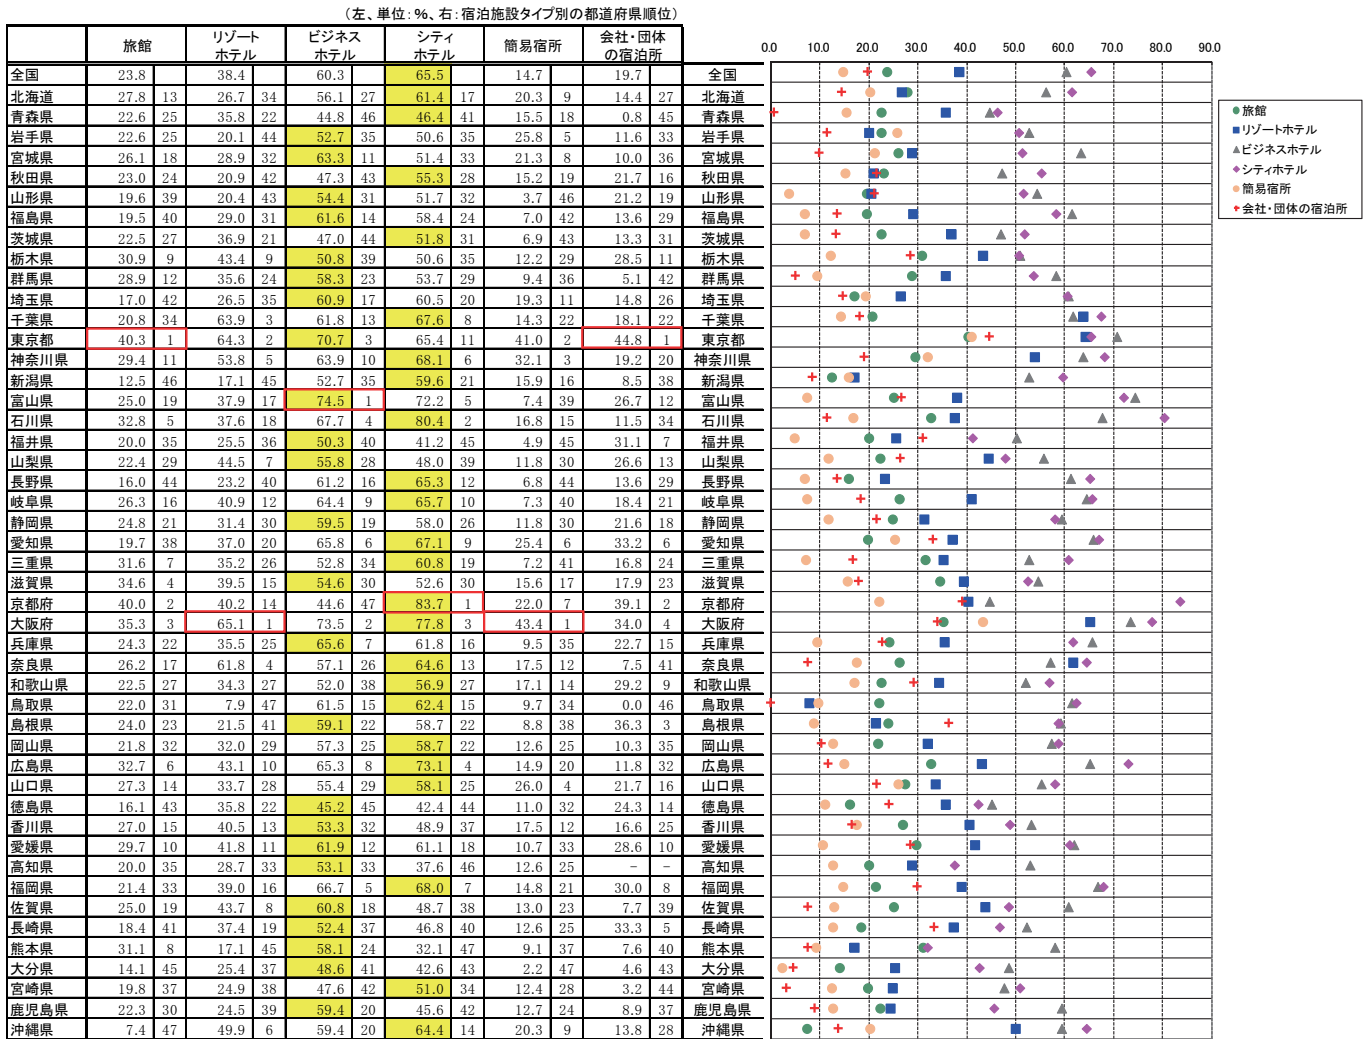 （左、単位：%、右：宿泊施設タイプ別の都道府県順位）
旅館 リゾートホテル ビジネスホテル シティホテル 簡易宿所 会社・団体の宿泊所
0.0 10.0 20.0 30.0 40.0 50.0 60.0 70.0 80.0 90.0
全国 23.8 38.4 60.3 65.5 14.7 19.7 全国
北海道 27.8 13 26.7 34 56.1 27 61.4 17 20.3 9 14.4 27 北海道
青森県 22.6 25 35.8 22 44.8 46 46.4 41 15.5 18 0.8 45 青森県
岩手県 22.6 25 20.1 44 52.7 35 50.6 35 25.8 5 11.6 33 岩手県
宮城県 26.1 18 28.9 32 63.3 11 51.4 33 21.3 8 10.0 36 宮城県
秋田県 23.0 24 20.9 42 47.3 43 55.3 28 15.2 19 21.7 16 秋田県
山形県 19.6 39 20.4 43 54.4 31 51.7 32 3.7 46 21.2 19 山形県
福島県 19.5 40 29.0 31 61.6 14 58.4 24 7.0 42 13.6 29 福島県
茨城県 22.5 27 36.9 21 47.0 44 51.8 31 6.9 43 13.3 31 茨城県
栃木県 30.9 9 43.4 9 50.8 39 50.6 35 12.2 29 28.5 11 栃木県
群馬県 28.9 12 35.6 24 58.3 23 53.7 29 9.4 36 5.1 42 群馬県
埼玉県 17.0 42 26.5 35 60.9 17 60.5 20 19.3 11 14.8 26 埼玉県
千葉県 20.8 34 63.9 3 61.8 13 67.6 8 14.3 22 18.1 22 千葉県
東京都 40.3 1 64.3 2 70.7 3 65.4 11 41.0 2 44.8 1 東京都
神奈川県 29.4 11 53.8 5 63.9 10 68.1 6 32.1 3 19.2 20 神奈川県
新潟県 12.5 46 17.1 45 52.7 35 59.6 21 15.9 16 8.5 38 新潟県
富山県 25.0 19 37.9 17 74.5 1 72.2 5 7.4 39 26.7 12 富山県
石川県 32.8 5 37.6 18 67.7 4 80.4 2 16.8 15 11.5 34 石川県
福井県 20.0 35 25.5 36 50.3 40 41.2 45 4.9 45 31.1 7 福井県
山梨県 22.4 29 44.5 7 55.8 28 48.0 39 11.8 30 26.6 13 山梨県
長野県 16.0 44 23.2 40 61.2 16 65.3 12 6.8 44 13.6 29 長野県
岐阜県 26.3 16 40.9 12 64.4 9 65.7 10 7.3 40 18.4 21 岐阜県
静岡県 24.8 21 31.4 30 59.5 19 58.0 26 11.8 30 21.6 18 静岡県
愛知県 19.7 38 37.0 20 65.8 6 67.1 9 25.4 6 33.2 6 愛知県
三重県 31.6 7 35.2 26 52.8 34 60.8 19 7.2 41 16.8 24 三重県
滋賀県 34.6 4 39.5 15 54.6 30 52.6 30 15.6 17 17.9 23 滋賀県
京都府 40.0 2 40.2 14 44.6 47 83.7 1 22.0 7 39.1 2 京都府
大阪府 35.3 3 65.1 1 73.5 2 77.8 3 43.4 1 34.0 4 大阪府
兵庫県 24.3 22 35.5 25 65.6 7 61.8 16 9.5 35 22.7 15 兵庫県
奈良県 26.2 17 61.8 4 57.1 26 64.6 13 17.5 12 7.5 41 奈良県
和歌山県 22.5 27 34.3 27 52.0 38 56.9 27 17.1 14 29.2 9 和歌山県
鳥取県 22.0 31 7.9 47 61.5 15 62.4 15 9.7 34 0.0 46 鳥取県
島根県 24.0 23 21.5 41 59.1 22 58.7 22 8.8 38 36.3 3 島根県
岡山県 21.8 32 32.0 29 57.3 25 58.7 22 12.6 25 10.3 35 岡山県
広島県 32.7 6 43.1 10 65.3 8 73.1 4 14.9 20 11.8 32 広島県
山口県 27.3 14 33.7 28 55.4 29 58.1 25 26.0 4 21.7 16 山口県
徳島県 16.1 43 35.8 22 45.2 45 42.4 44 11.0 32 24.3 14 徳島県
香川県 27.0 15 40.5 13 53.3 32 48.9 37 17.5 12 16.6 25 香川県
愛媛県 29.7 10 41.8 11 61.9 12 61.1 18 10.7 33 28.6 10 愛媛県
高知県 20.0 35 28.7 33 53.1 33 37.6 46 12.6 25 － － 高知県
福岡県 21.4 33 39.0 16 66.7 5 68.0 7 14.8 21 30.0 8 福岡県
佐賀県 25.0 19 43.7 8 60.8 18 48.7 38 13.0 23 7.7 39 佐賀県
長崎県 18.4 41 37.4 19 52.4 37 46.8 40 12.6 25 33.3 5 長崎県
熊本県 31.1 8 17.1 45 58.1 24 32.1 47 9.1 37 7.6 40 熊本県
大分県 14.1 45 25.4 37 48.6 41 42.6 43 2.2 47 4.6 43 大分県
宮崎県 19.8 37 24.9 38 47.6 42 51.0 34 12.4 28 3.2 44 宮崎県
鹿児島県 22.3 30 24.5 39 59.4 20 45.6 42 12.7 24 8.9 37 鹿児島県
沖縄県 7.4 47 49.9 6 59.4 20 64.4 14 20.3 9 13.8 28 沖縄県
旅館
リゾートホテル
ビジネスホテル
シティホテル
簡易宿所
会社・団体の宿泊所